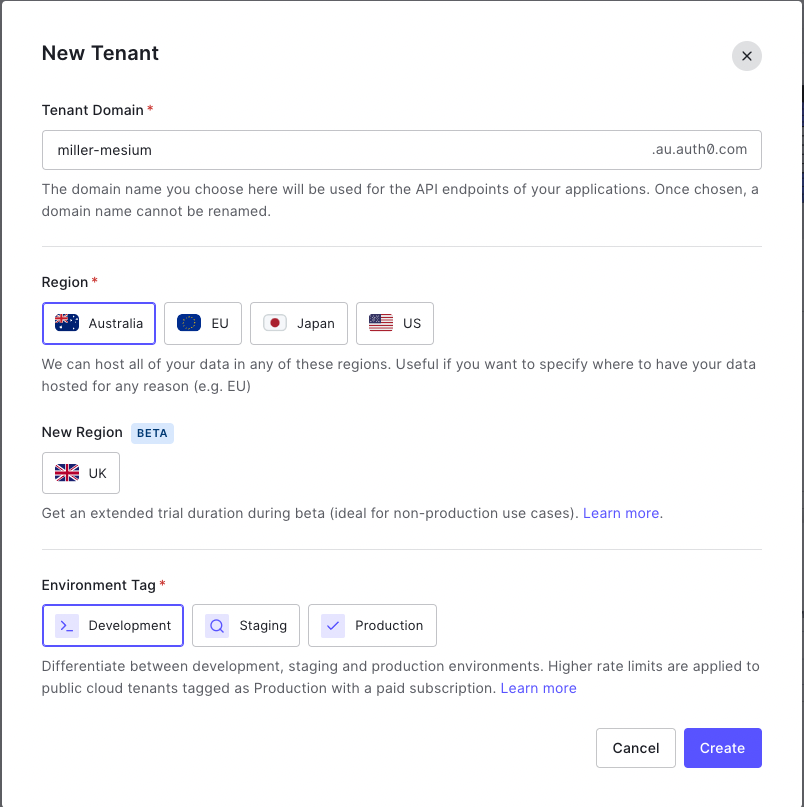 New Tenant
Tenant Domain *
miller-mesium .au.auth0.com
The domain name you choose here will be used for the API endpoints of your applications. Once chosen, a
domain name cannot be renamed.
Region *
Australia EU Japan US
We can host all of your data in any of these regions. Useful if you want to specify where to have your data
hosted for any reason (e.g. EU)
New Region BETA
UK
Get an extended trial duration during beta (ideal for non-production use cases). Learn more.
Environment Tag *
Development Staging Production
Differentiate between development, staging and production environments. Higher rate limits are applied to
public cloud tenants tagged as Production with a paid subscription. Learn more
Cancel Create